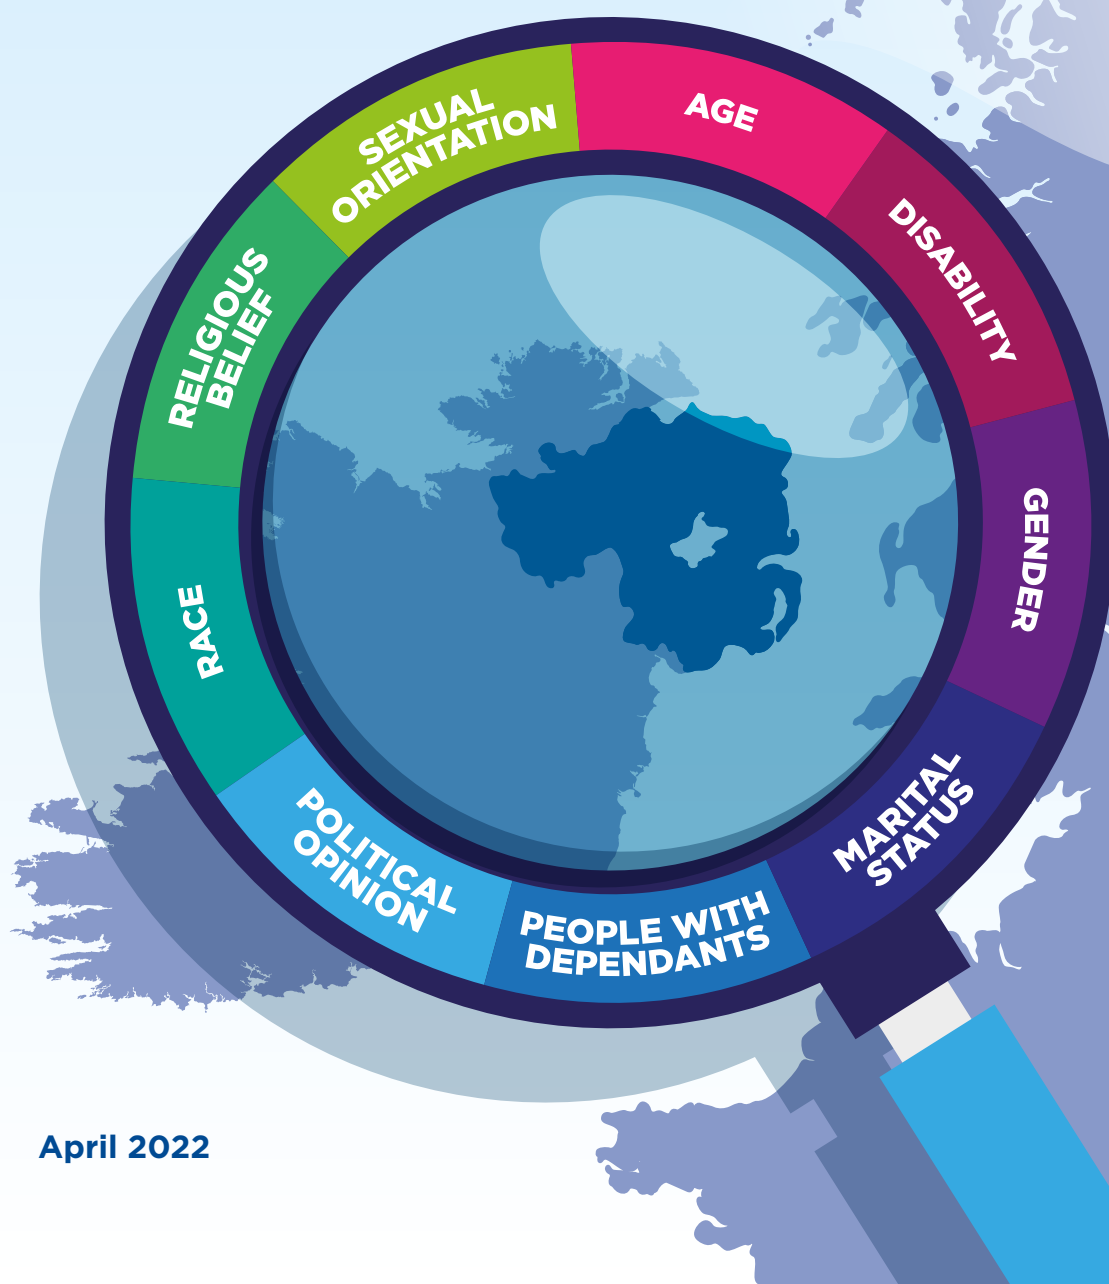 SEXUAL
ORIENTATION
AGE
DISABILITY
GENDER
MARITAL
STATUS
PEOPLE WITH
DEPENDANTS
POLITICAL
OPINION
RACE
RELIGIOUS
BELIEF
April 2022